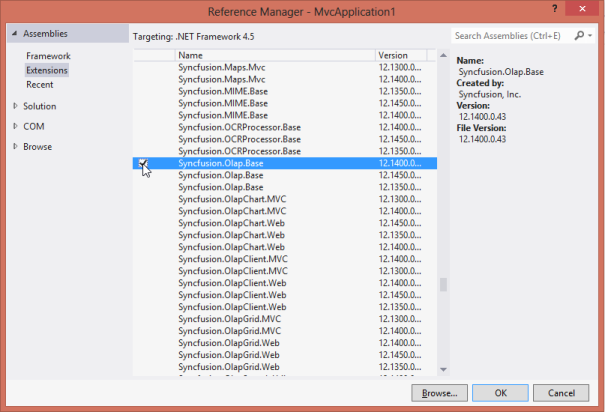 Reference Manager - MvcApplication1
Assemblies
Framework
Extensions
Recent
Solution
COM
Browse
Targeting: .NET Framework 4.5
Search Assemblies (Ctrl+E)
Name Version
Syncfusion.Maps.Mvc 12.1300.0...
Syncfusion.Maps.Mvc 12.1400.0...
Syncfusion.MIME.Base 12.1350.0...
Syncfusion.MIME.Base 12.1450.0...
Syncfusion.MIME.Base 12.1400.0...
Syncfusion.OCRProcessor.Base 12.1400.0...
Syncfusion.OCRProcessor.Base 12.1450.0...
Syncfusion.OCRProcessor.Base 12.1350.0...
Syncfusion.Olap.Base 12.1400.0...
Syncfusion.Olap.Base 12.1450.0...
Syncfusion.Olap.Base 12.1350.0...
Syncfusion.OlapChart.MVC 12.1300.0...
Syncfusion.OlapChart.MVC 12.1400.0...
Syncfusion.OlapChart.Web 12.1350.0...
Syncfusion.OlapChart.Web 12.1450.0...
Syncfusion.OlapChart.Web 12.1400.0...
Syncfusion.OlapClient.MVC 12.1400.0...
Syncfusion.OlapClient.MVC 12.1300.0...
Syncfusion.OlapClient.Web 12.1400.0...
Syncfusion.OlapClient.Web 12.1450.0...
Syncfusion.OlapClient.Web 12.1350.0...
Syncfusion.OlapGrid.MVC 12.1300.0...
Syncfusion.OlapGrid.MVC 12.1400.0...
Syncfusion.OlapGrid.Web 12.1400.0...
Syncfusion.OlapGrid.Web 12.1450.0...
Syncfusion.OlapGrid.Web 12.1350.0...
Name:
Syncfusion.Olap.Base
Created by:
Syncfusion, Inc.
Version:
12.1400.0.43
File Version:
12.1400.0.43
Browse...
OK
Cancel